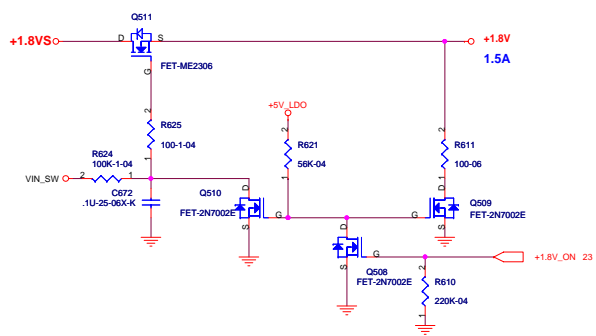 Q511
+1.8VS
D
S
+1.8V
G
FET-ME2306
1.5A
+5V_LDO
2
R625
100-1-04
1
2
R621
56K-04
1
2
R611
100-06
1
R624
100K-1-04
VIN_SW
2
1
C672
.1U-25-06X-K
Q510
D
G
S
FET-2N7002E
D
G
S
Q509
FET-2N7002E
D
G
S
Q508
FET-2N7002E
+1.8V_ON 23
2
R610
220K-04
1